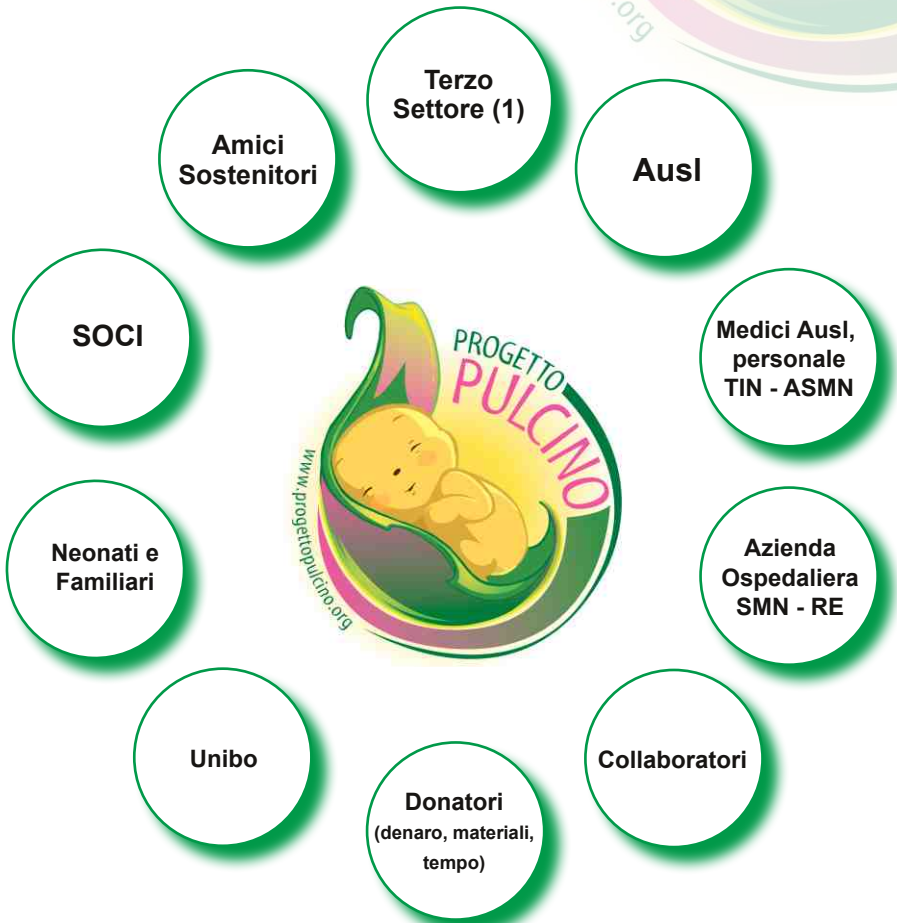 .org
Terzo
Settore (1)
Amici
Sostenitori
Ausl
SOCI
Medici Ausl,
personale
TIN - ASMN
PROGETTO
PULCINO
www.progettopulcino.org
Neonati e
Familiari
Azienda
Ospedaliera
SMN - RE
Unibo
Collaboratori
Donatori
(denaro, materiali,
tempo)